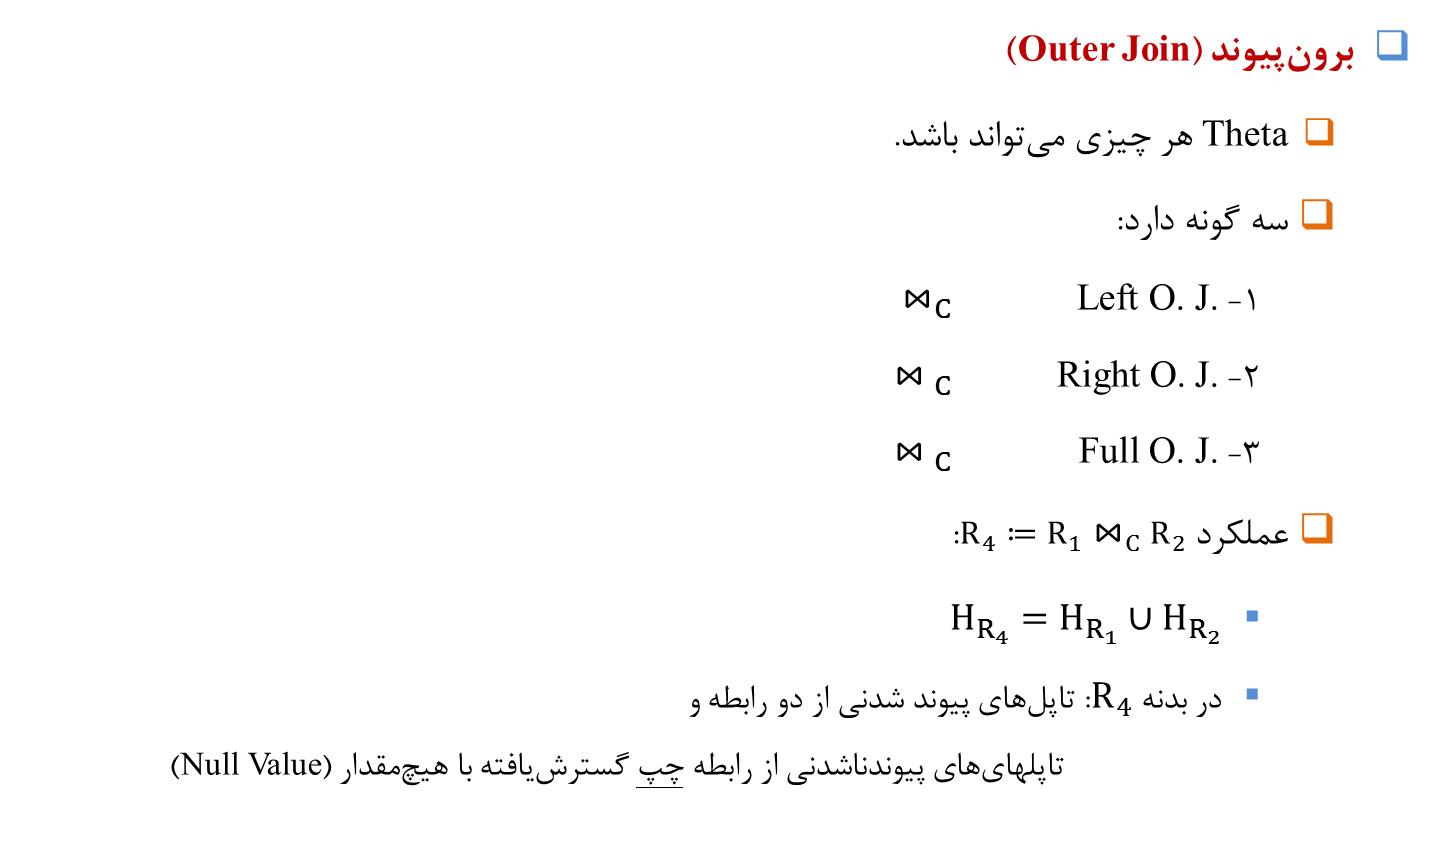 برون‌پیوند (Outer Join)
Theta هر چیزی می‌تواند باشد.
سه گونه دارد:
۱- Left O. J. ⋈C
۲- Right O. J. ⋈ C
۳- Full O. J. ⋈ C
عملکرد R4 := R1 ⋈C R2:
HR4 = HR1 ∪ HR2
در بدنه R4: تاپل‌های پیوند شدنی از دو رابطه و
تاپلهای‌های پیوندناشدنی از رابطه چپ گسترش‌یافته با هیچ‌مقدار (Null Value)